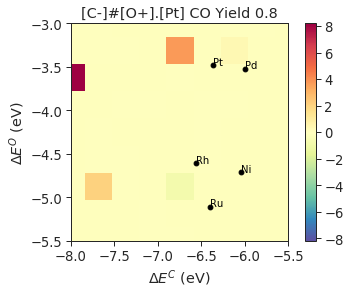 [C-]#[O+].[Pt] CO Yield 0.8
−3.0
−3.5
−4.0
−4.5
−5.0
−5.5
ΔE^O (eV)
Pt
Pd
Rh
Ni
Ru
−8.0 −7.5 −7.0 −6.5 −6.0 −5.5
ΔE^C (eV)
8
6
4
2
0
−2
−4
−6
−8